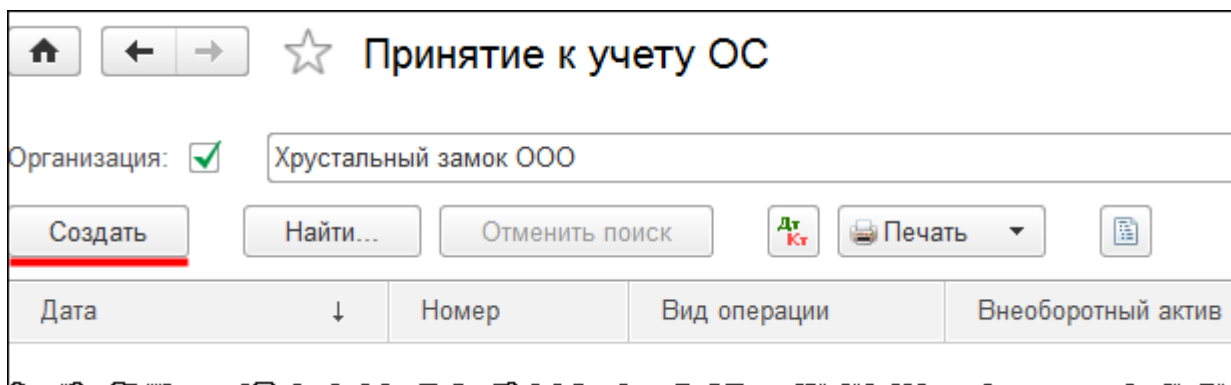 Принятие к учету ОС
Организация: Хрустальный замок ООО
Создать Найти... Отменить поиск Дт Кт Печать
Дата ↓ Номер Вид операции Внеоборотный актив